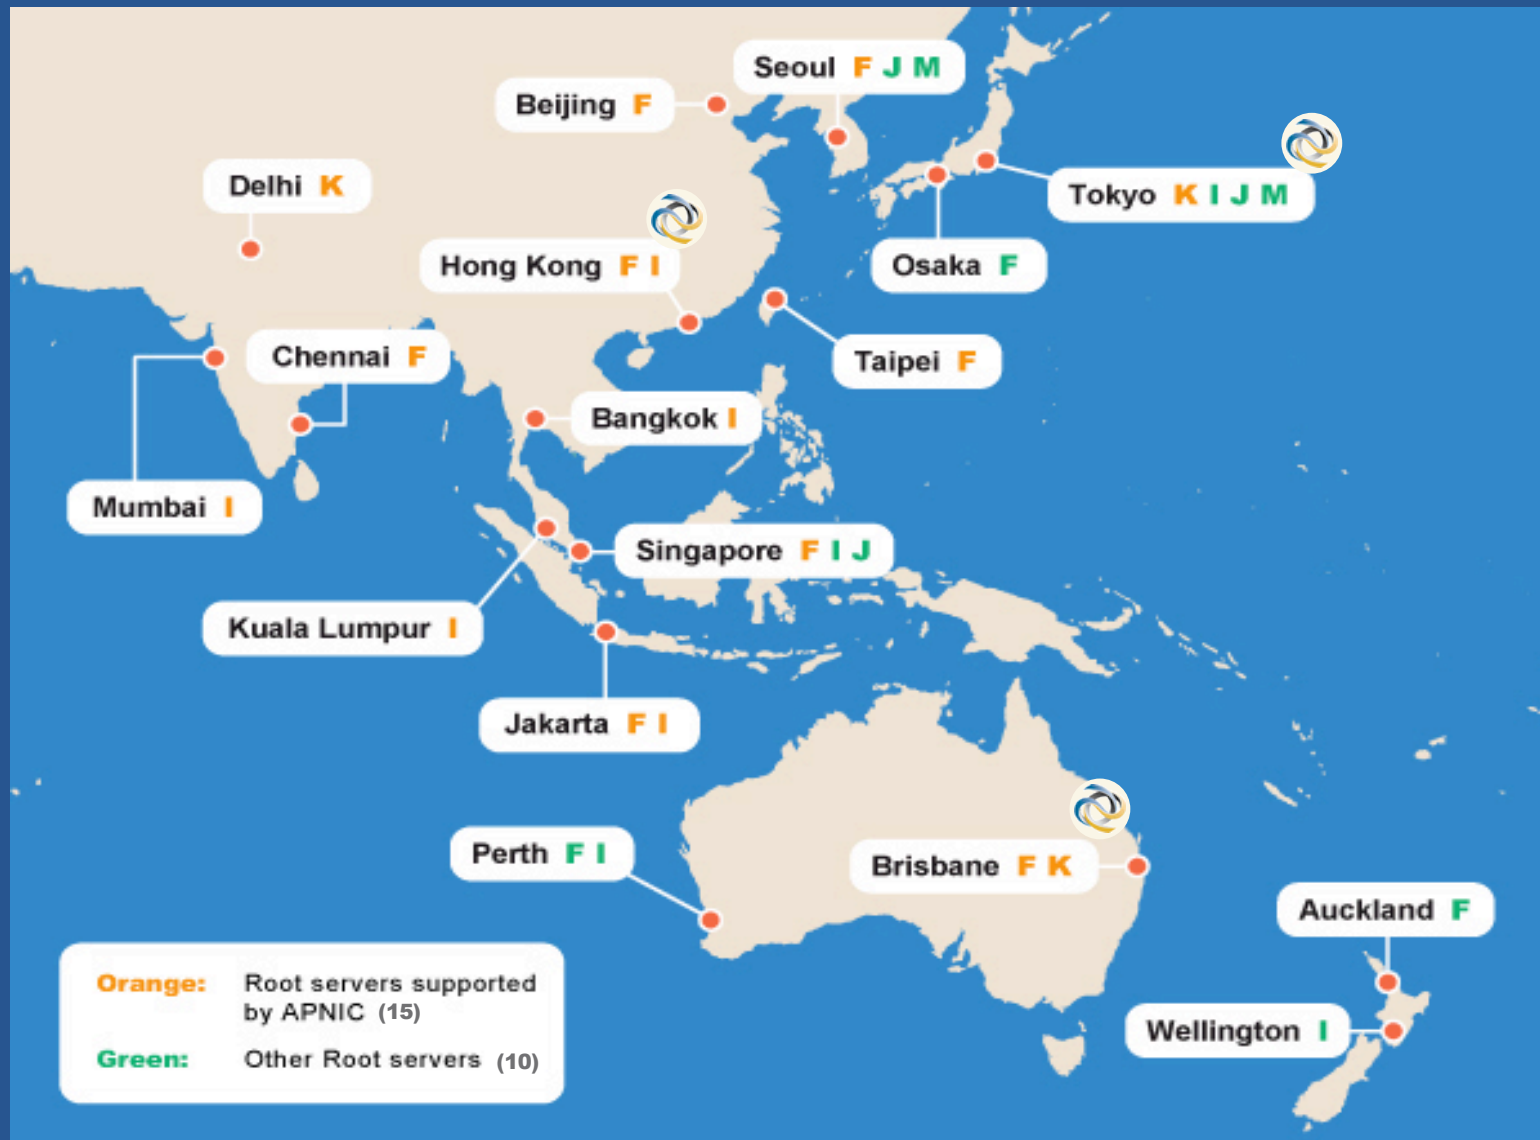 Seoul F J M
Beijing F
Delhi K
Tokyo K I J M
Hong Kong F I
Osaka F
Chennai F
Taipei F
Bangkok I
Mumbai I
Singapore F I J
Kuala Lumpur I
Jakarta F I
Perth F I
Brisbane F K
Auckland F
Wellington I
Orange: Root servers supported
by APNIC (15)
Green: Other Root servers (10)